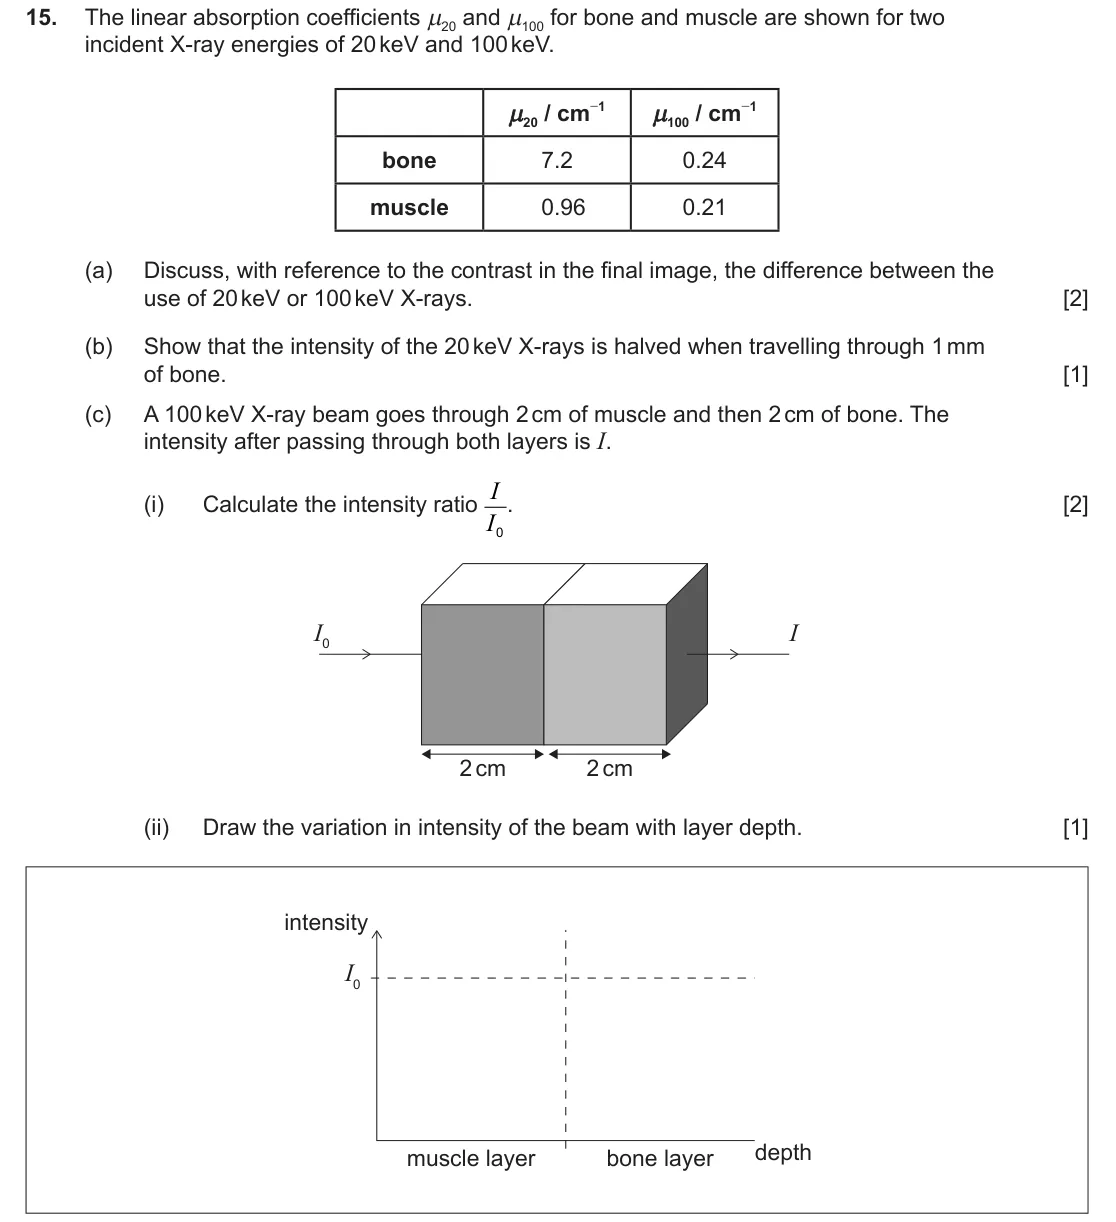 15. The linear absorption coefficients μ₂₀ and μ₁₀₀ for bone and muscle are shown for two
incident X-ray energies of 20 keV and 100 keV.
μ₂₀ / cm⁻¹ μ₁₀₀ / cm⁻¹
bone 7.2 0.24
muscle 0.96 0.21
(a) Discuss, with reference to the contrast in the final image, the difference between the
use of 20 keV or 100 keV X-rays. [2]
(b) Show that the intensity of the 20 keV X-rays is halved when travelling through 1 mm
of bone. [1]
(c) A 100 keV X-ray beam goes through 2 cm of muscle and then 2 cm of bone. The
intensity after passing through both layers is I.
(i) Calculate the intensity ratio I/I₀. [2]
I₀ I
2 cm 2 cm
(ii) Draw the variation in intensity of the beam with layer depth. [1]
intensity
I₀
muscle layer bone layer depth